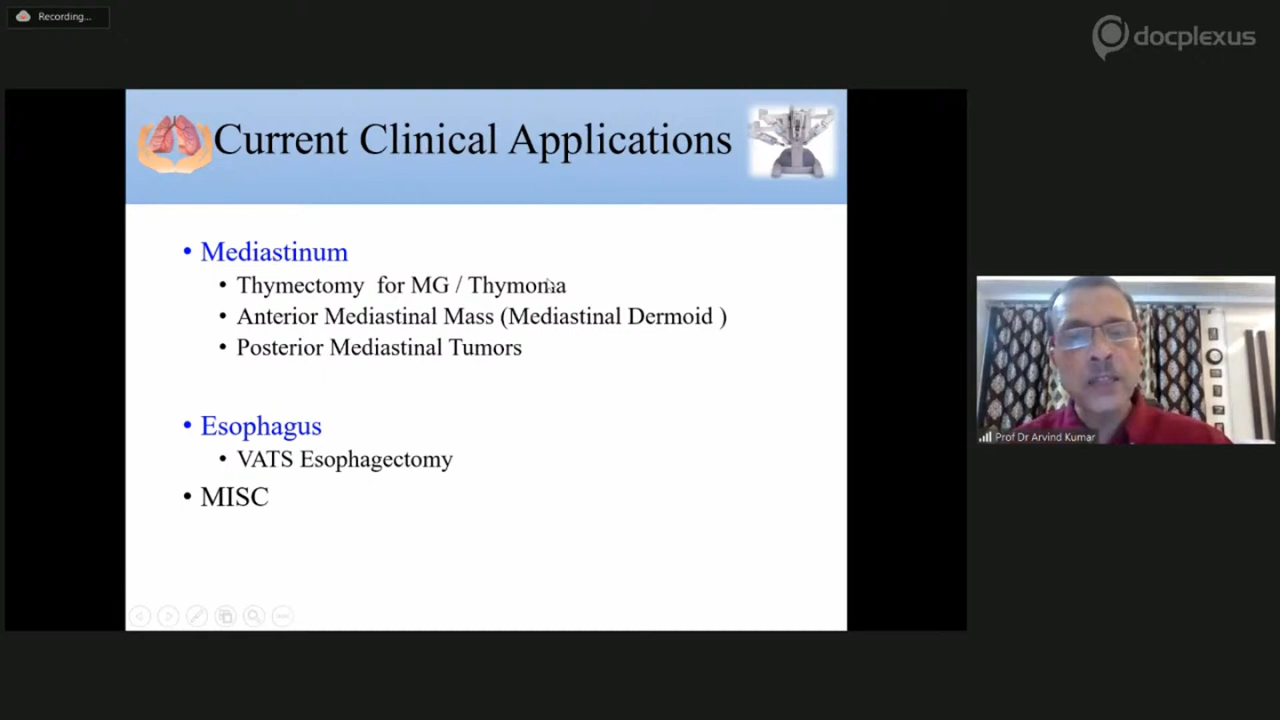 Recording...
docplexus
Current Clinical Applications
• Mediastinum
• Thymectomy for MG / Thymoma
• Anterior Mediastinal Mass (Mediastinal Dermoid )
• Posterior Mediastinal Tumors
• Esophagus
• VATS Esophagectomy
• MISC
Prof Dr Arvind Kumar